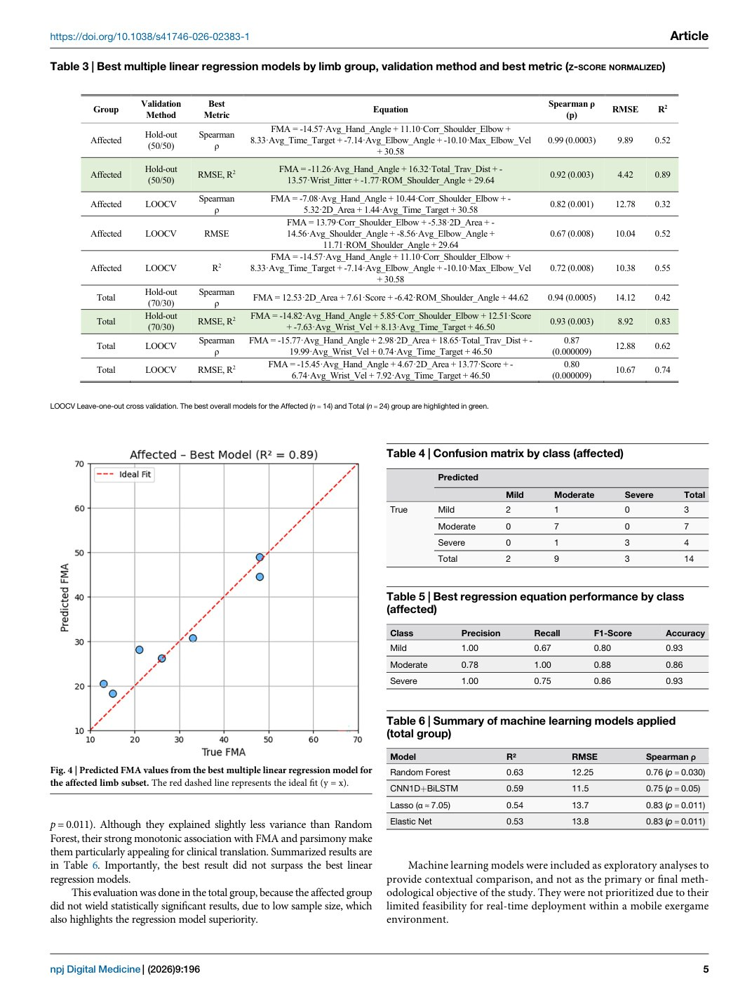 https://doi.org/10.1038/s41746-026-02383-1
Article
Table 3 | Best multiple linear regression models by limb group, validation method and best metric (Z-SCORE NORMALIZED)
Group
Validation Method
Best Metric
Equation
Spearman ρ (p)
RMSE
R²
Affected
Hold-out (50/50)
Spearman ρ
FMA = -14.57·Avg_Hand_Angle + 11.10·Corr_Shoulder_Elbow +
8.33·Avg_Time_Target + -7.14·Avg_Elbow_Angle + -10.10·Max_Elbow_Vel
+ 30.58
0.99 (0.0003)
9.89
0.52
Affected
Hold-out (50/50)
RMSE, R²
FMA = -11.26·Avg_Hand_Angle + 16.32·Total_Trav_Dist + -
13.57·Wrist_Jitter + -1.77·ROM_Shoulder_Angle + 29.64
0.92 (0.003)
4.42
0.89
Affected
LOOCV
Spearman ρ
FMA = -7.08·Avg_Hand_Angle + 10.44·Corr_Shoulder_Elbow + -
5.32·2D_Area + 1.44·Avg_Time_Target + 30.58
0.82 (0.001)
12.78
0.32
Affected
LOOCV
RMSE
FMA = 13.79·Corr_Shoulder_Elbow + -5.38·2D_Area + -
14.56·Avg_Shoulder_Angle + -8.56·Avg_Elbow_Angle +
11.71·ROM_Shoulder_Angle + 29.64
0.67 (0.008)
10.04
0.52
Affected
LOOCV
R²
FMA = -14.57·Avg_Hand_Angle + 11.10·Corr_Shoulder_Elbow +
8.33·Avg_Time_Target + -7.14·Avg_Elbow_Angle + -10.10·Max_Elbow_Vel
+ 30.58
0.72 (0.008)
10.38
0.55
Total
Hold-out (70/30)
Spearman ρ
FMA = 12.53·2D_Area + 7.61·Score + -6.42·ROM_Shoulder_Angle + 44.62
0.94 (0.0005)
14.12
0.42
Total
Hold-out (70/30)
RMSE, R²
FMA = -14.82·Avg_Hand_Angle + 5.85·Corr_Shoulder_Elbow + 12.51·Score
+ -7.63·Avg_Wrist_Vel + 8.13·Avg_Time_Target + 46.50
0.93 (0.003)
8.92
0.83
Total
LOOCV
Spearman ρ
FMA = -15.77·Avg_Hand_Angle + 2.98·2D_Area + 18.65·Total_Trav_Dist + -
19.99·Avg_Wrist_Vel + 0.74·Avg_Time_Target + 46.50
0.87 (0.000009)
12.88
0.62
Total
LOOCV
RMSE, R²
FMA = -15.45·Avg_Hand_Angle + 4.67·2D_Area + 13.77·Score + -
6.74·Avg_Wrist_Vel + 7.92·Avg_Time_Target + 46.50
0.80 (0.000009)
10.67
0.74
LOOCV Leave-one-out cross validation. The best overall models for the Affected (n = 14) and Total (n = 24) group are highlighted in green.
Affected – Best Model (R² = 0.89)
Ideal Fit
70
60
50
40
30
20
10
Predicted FMA
10 20 30 40 50 60 70
True FMA
Fig. 4 | Predicted FMA values from the best multiple linear regression model for
the affected limb subset. The red dashed line represents the ideal fit (y = x).
p = 0.011). Although they explained slightly less variance than Random
Forest, their strong monotonic association with FMA and parsimony make
them particularly appealing for clinical translation. Summarized results are
in Table 6. Importantly, the best result did not surpass the best linear
regression models.
This evaluation was done in the total group, because the affected group
did not wield statistically significant results, due to low sample size, which
also highlights the regression model superiority.
Table 4 | Confusion matrix by class (affected)
Predicted
Mild Moderate Severe Total
True Mild 2 1 0 3
Moderate 0 7 0 7
Severe 0 1 3 4
Total 2 9 3 14
Table 5 | Best regression equation performance by class
(affected)
Class Precision Recall F1-Score Accuracy
Mild 1.00 0.67 0.80 0.93
Moderate 0.78 1.00 0.88 0.86
Severe 1.00 0.75 0.86 0.93
Table 6 | Summary of machine learning models applied
(total group)
Model R² RMSE Spearman ρ
Random Forest 0.63 12.25 0.76 (p = 0.030)
CNN1D+BiLSTM 0.59 11.5 0.75 (p = 0.05)
Lasso (α ≈ 7.05) 0.54 13.7 0.83 (p = 0.011)
Elastic Net 0.53 13.8 0.83 (p = 0.011)
Machine learning models were included as exploratory analyses to
provide contextual comparison, and not as the primary or final meth-
odological objective of the study. They were not prioritized due to their
limited feasibility for real-time deployment within a mobile exergame
environment.
npj Digital Medicine | (2026)9:196
5